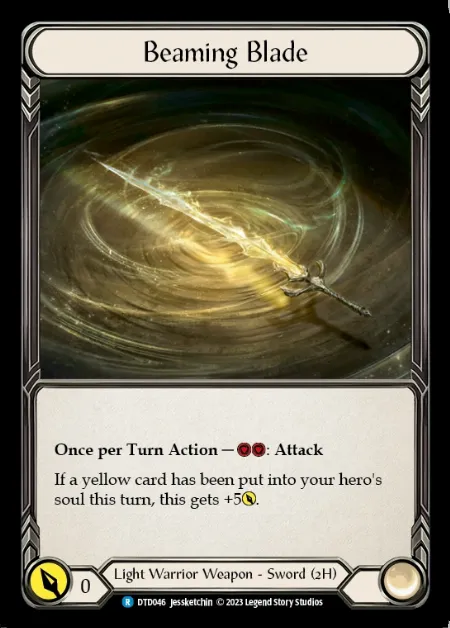 Beaming Blade
Once per Turn Action — : Attack
If a yellow card has been put into your hero's
soul this turn, this gets +5.
0
Light Warrior Weapon - Sword (2H)
R DTD046 Jessketchin © 2023 Legend Story Studios